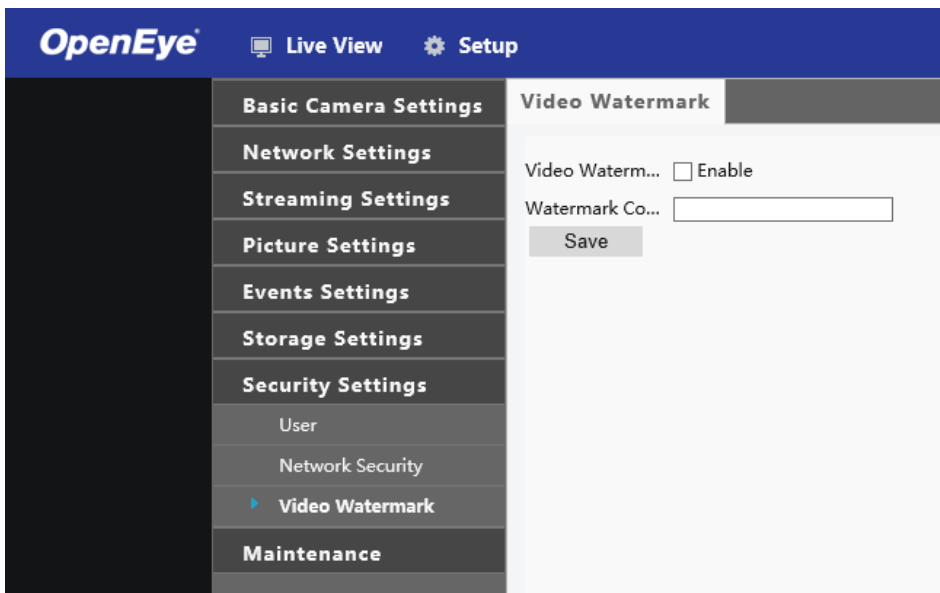 OpenEye
Live View
Setup
Basic Camera Settings
Network Settings
Streaming Settings
Picture Settings
Events Settings
Storage Settings
Security Settings
User
Network Security
Video Watermark
Maintenance
Video Watermark
Video Waterm... Enable
Watermark Co...
Save